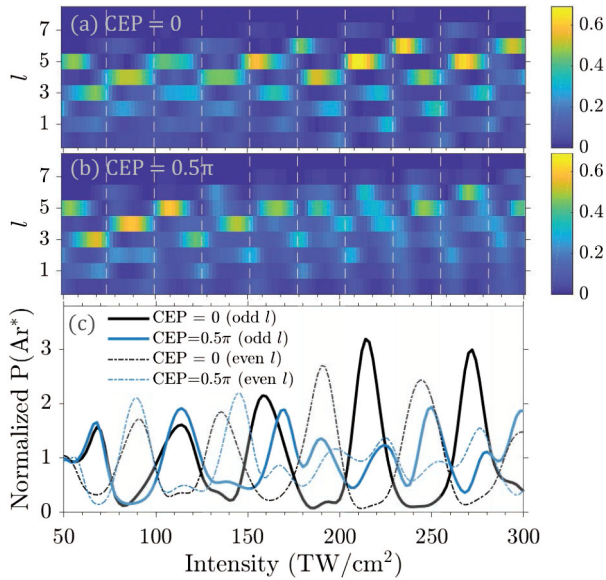 (a) CEP = 0
7
5
3
1
l
0.6
0.4
0.2
0
(b) CEP = 0.5π
7
5
3
1
l
0.6
0.4
0.2
0
(c)
CEP = 0 (odd l)
CEP=0.5π (odd l)
CEP = 0 (even l)
CEP=0.5π (even l)
3
2
1
0
Normalized P(Ar*)
50 100 150 200 250 300
Intensity (TW/cm²)